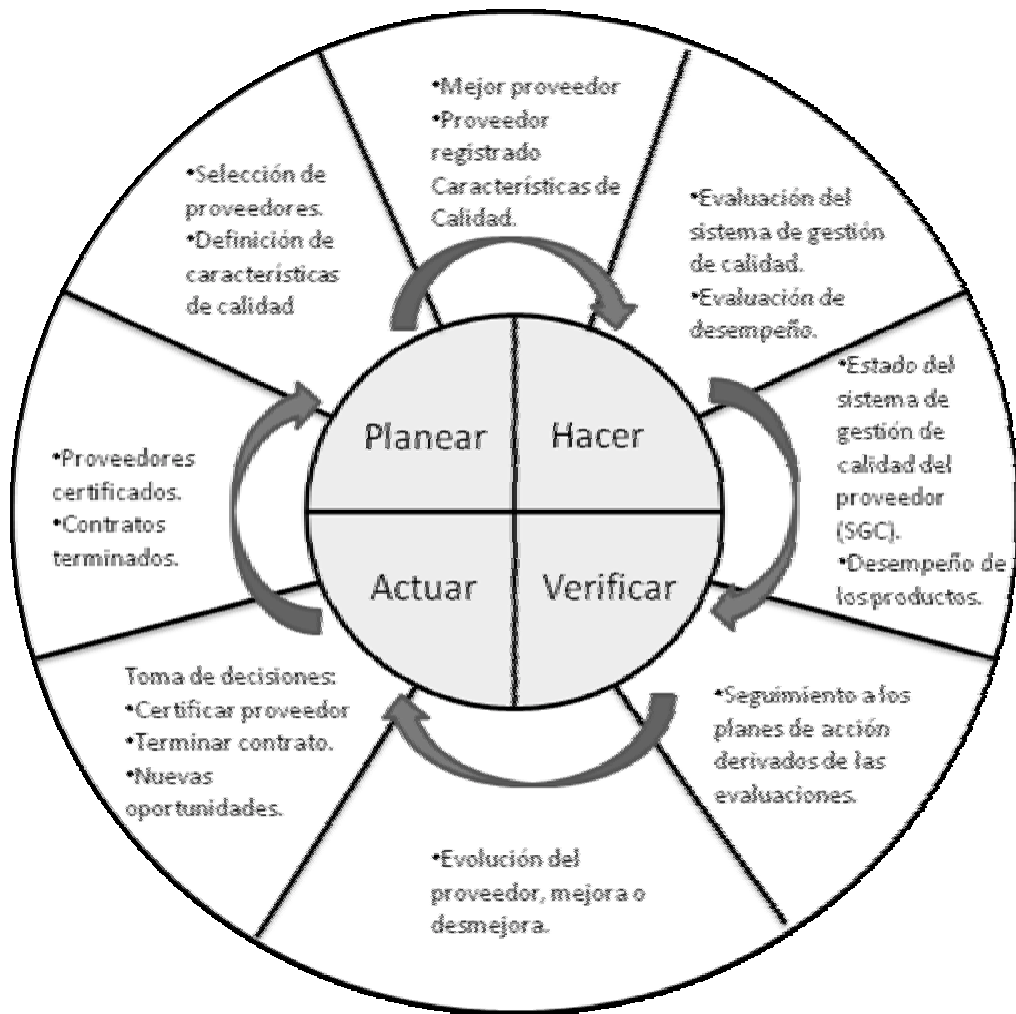 •Mejor proveedor
•Proveedor
registrado
Características de
Calidad.
•Evaluación del
sistema de gestión
de calidad.
•Evaluación de
desempeño.
•Estado del
sistema de
gestión de
calidad del
proveedor
(SGC).
•Desempeño de
los productos.
•Seguimiento a los
planes de acción
derivados de las
evaluaciones.
•Evolución del
proveedor, mejora o
desmejora.
Toma de decisiones:
•Certificar proveedor
•Terminar contrato.
•Nuevas
oportunidades.
•Proveedores
certificados.
•Contratos
terminados.
•Selección de
proveedores.
•Definición de
características
de calidad
Planear
Hacer
Actuar
Verificar